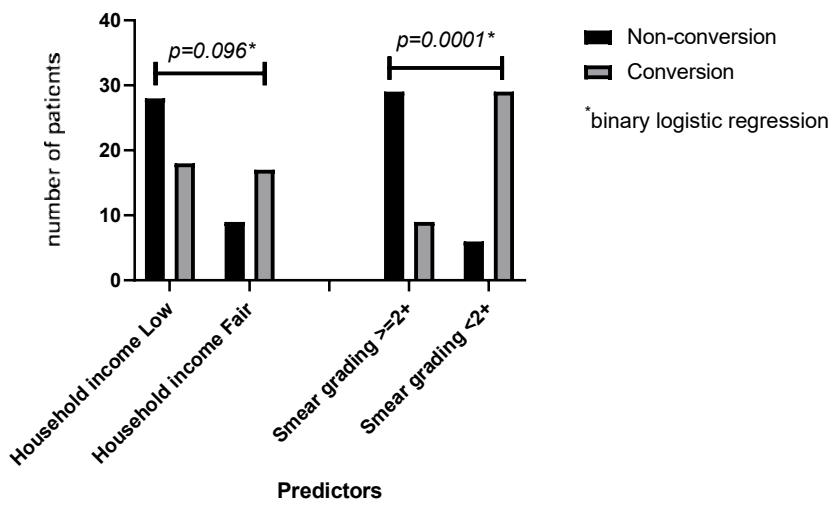 40
30
20
10
0
number of patients
p=0.096*
p=0.0001*
Non-conversion
Conversion
*binary logistic regression
Household income Low
Household income Fair
Smear grading >=2+
Smear grading <2+
Predictors